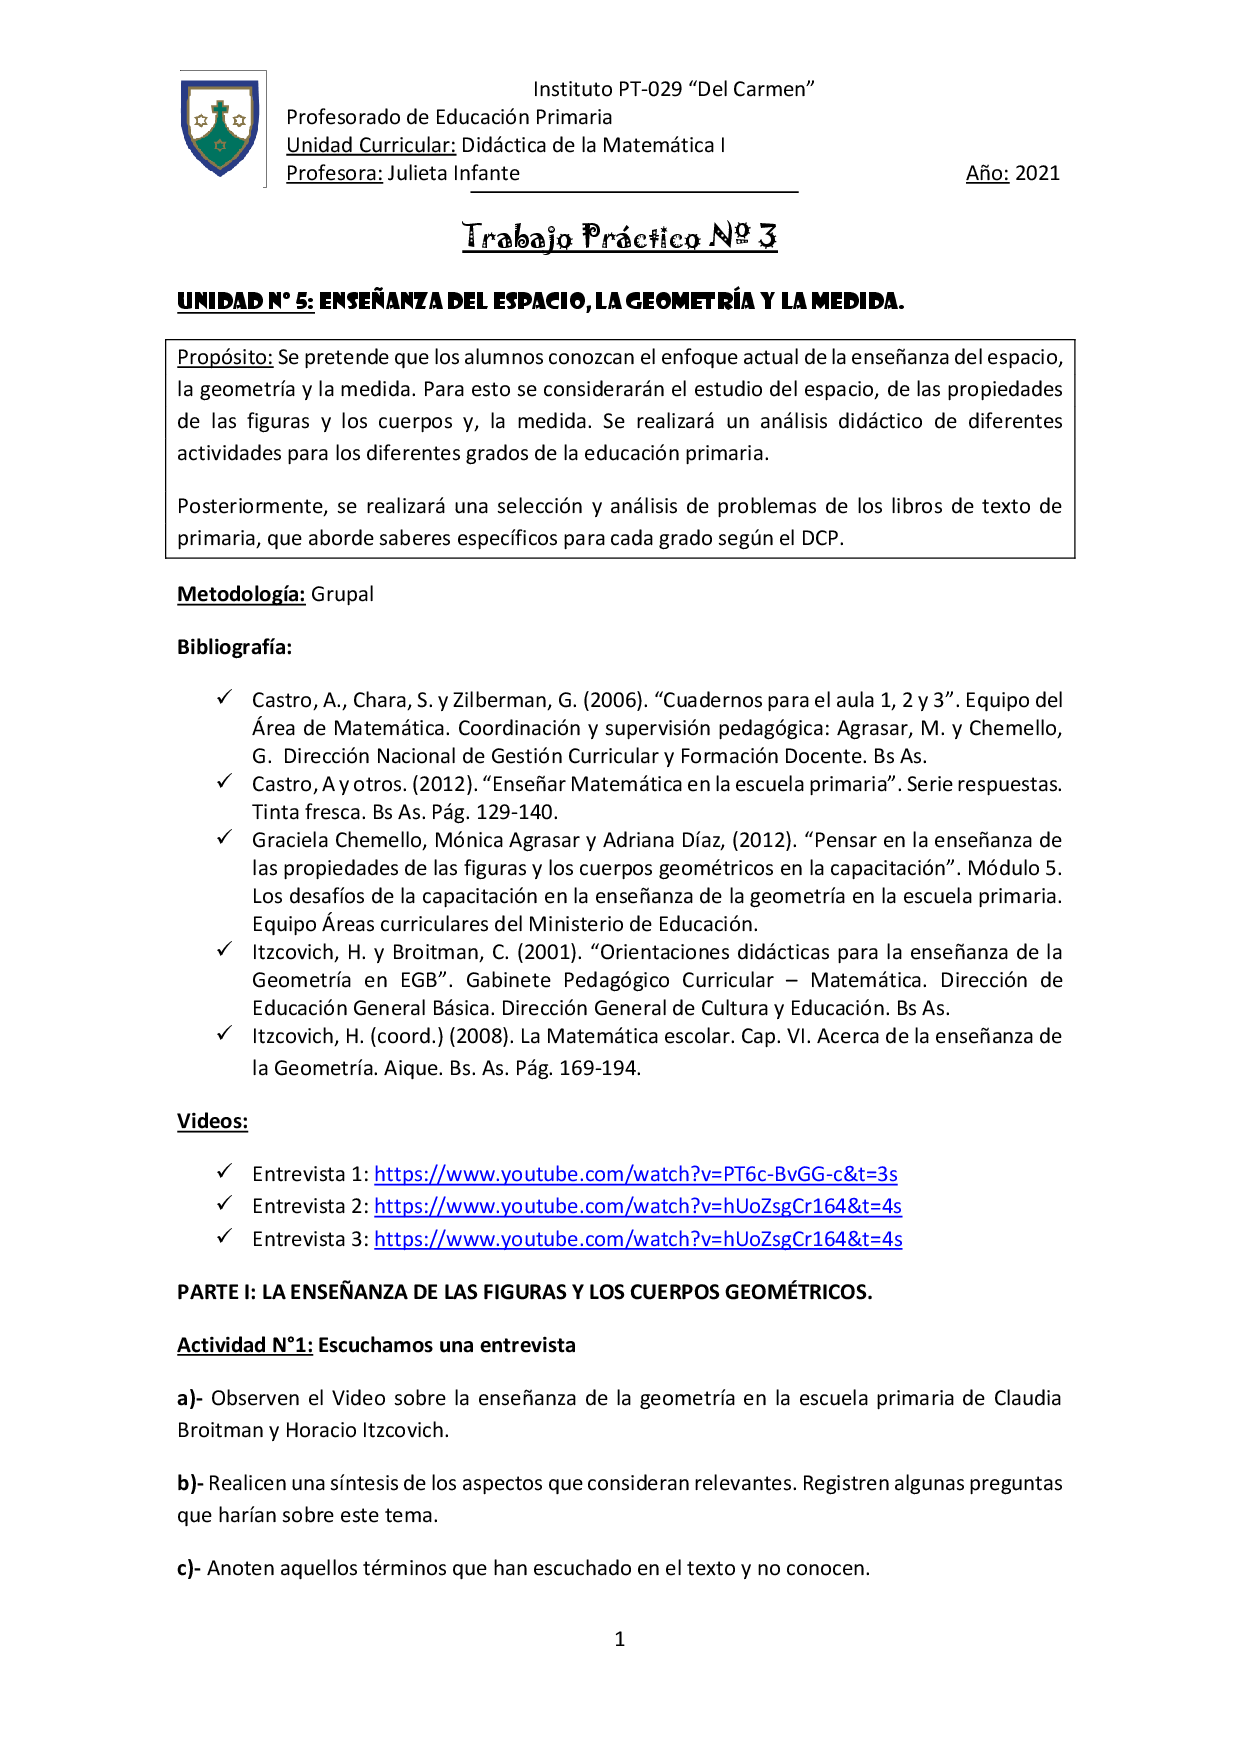 Instituto PT-029 “Del Carmen”
Profesorado de Educación Primaria
Unidad Curricular: Didáctica de la Matemática I
Profesora: Julieta Infante Año: 2021
Trabajo Práctico Nº 3
UNIDAD N° 5: ENSEÑANZA DEL ESPACIO, LA GEOMETRÍA Y LA MEDIDA.
Propósito: Se pretende que los alumnos conozcan el enfoque actual de la enseñanza del espacio,
la geometría y la medida. Para esto se considerarán el estudio del espacio, de las propiedades
de las figuras y los cuerpos y, la medida. Se realizará un análisis didáctico de diferentes
actividades para los diferentes grados de la educación primaria.
Posteriormente, se realizará una selección y análisis de problemas de los libros de texto de
primaria, que aborde saberes específicos para cada grado según el DCP.
Metodología: Grupal
Bibliografía:
✓ Castro, A., Chara, S. y Zilberman, G. (2006). “Cuadernos para el aula 1, 2 y 3”. Equipo del
Área de Matemática. Coordinación y supervisión pedagógica: Agrasar, M. y Chemello,
G. Dirección Nacional de Gestión Curricular y Formación Docente. Bs As.
✓ Castro, A y otros. (2012). “Enseñar Matemática en la escuela primaria”. Serie respuestas.
Tinta fresca. Bs As. Pág. 129-140.
✓ Graciela Chemello, Mónica Agrasar y Adriana Díaz, (2012). “Pensar en la enseñanza de
las propiedades de las figuras y los cuerpos geométricos en la capacitación”. Módulo 5.
Los desafíos de la capacitación en la enseñanza de la geometría en la escuela primaria.
Equipo Áreas curriculares del Ministerio de Educación.
✓ Itzcovich, H. y Broitman, C. (2001). “Orientaciones didácticas para la enseñanza de la
Geometría en EGB”. Gabinete Pedagógico Curricular – Matemática. Dirección de
Educación General Básica. Dirección General de Cultura y Educación. Bs As.
✓ Itzcovich, H. (coord.) (2008). La Matemática escolar. Cap. VI. Acerca de la enseñanza de
la Geometría. Aique. Bs. As. Pág. 169-194.
Videos:
✓ Entrevista 1: https://www.youtube.com/watch?v=PT6c-BvGG-c&t=3s
✓ Entrevista 2: https://www.youtube.com/watch?v=hUoZsgCr164&t=4s
✓ Entrevista 3: https://www.youtube.com/watch?v=hUoZsgCr164&t=4s
PARTE I: LA ENSEÑANZA DE LAS FIGURAS Y LOS CUERPOS GEOMÉTRICOS.
Actividad N°1: Escuchamos una entrevista
a)- Observen el Video sobre la enseñanza de la geometría en la escuela primaria de Claudia
Broitman y Horacio Itzcovich.
b)- Realicen una síntesis de los aspectos que consideran relevantes. Registren algunas preguntas
que harían sobre este tema.
c)- Anoten aquellos términos que han escuchado en el texto y no conocen.
1